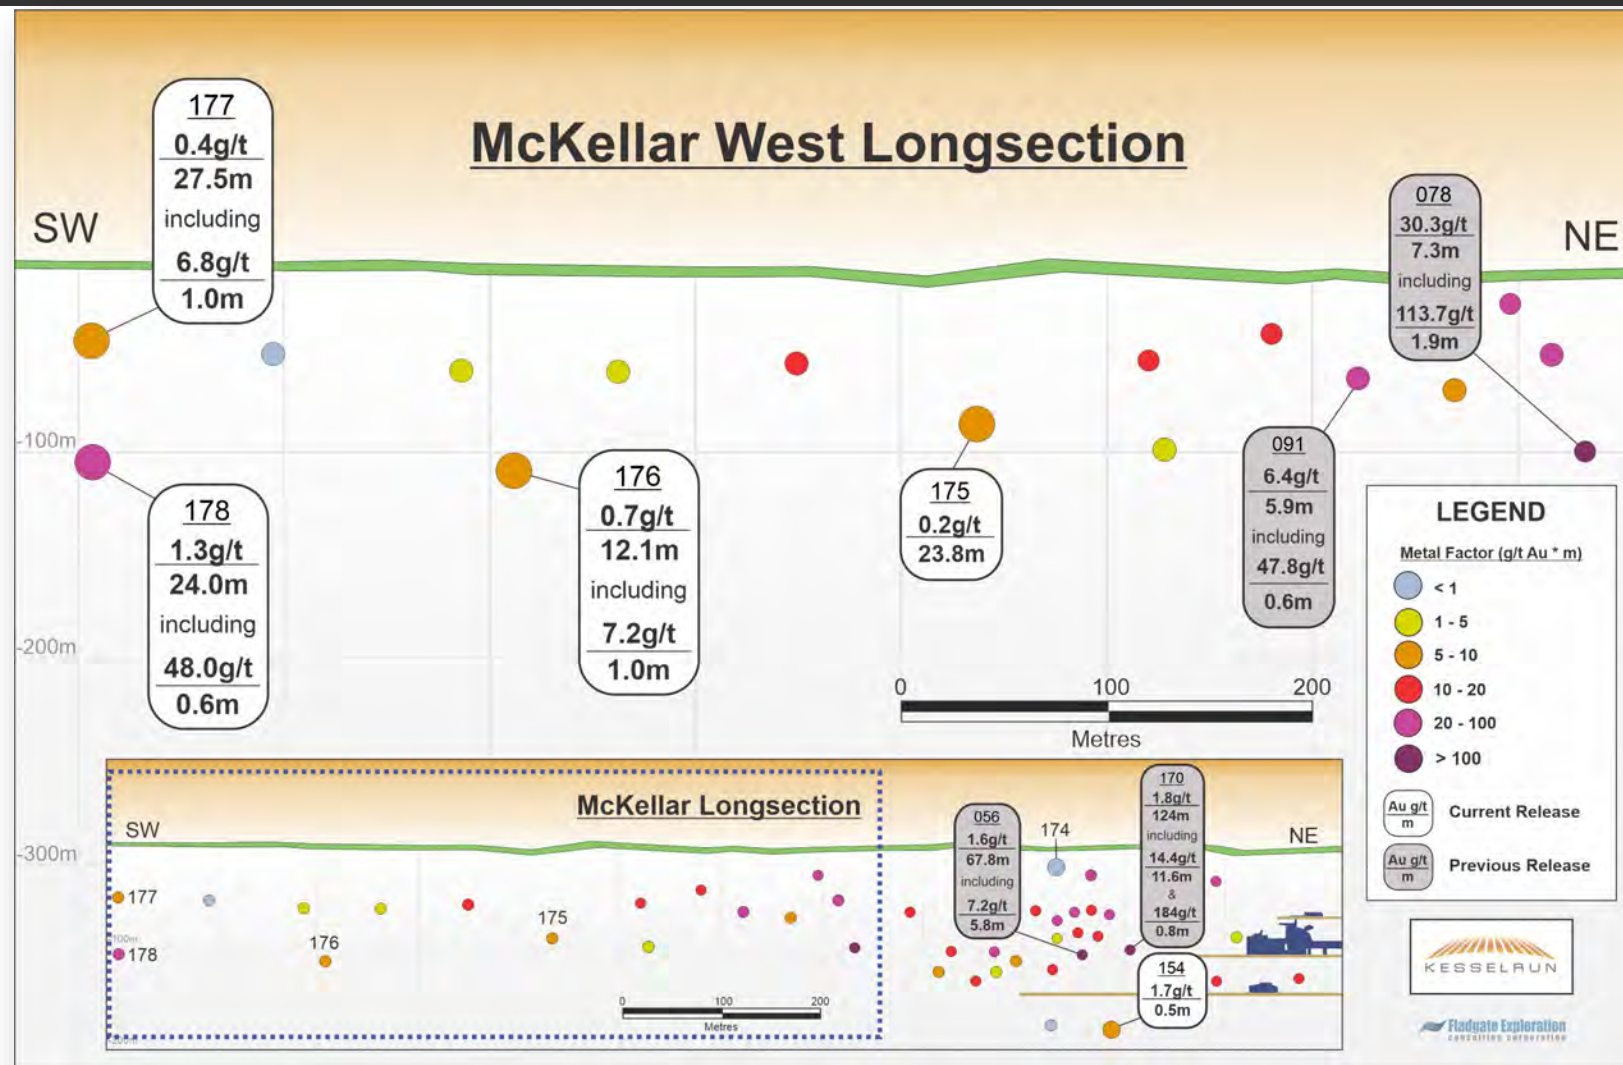 McKellar West Longsection
SW
NE
177
0.4g/t
27.5m
including
6.8g/t
1.0m
078
30.3g/t
7.3m
including
113.7g/t
1.9m
-100m
-200m
-300m
178
1.3g/t
24.0m
including
48.0g/t
0.6m
176
0.7g/t
12.1m
including
7.2g/t
1.0m
175
0.2g/t
23.8m
091
6.4g/t
5.9m
including
47.8g/t
0.6m
0 100 200
Metres
LEGEND
Metal Factor (g/t Au * m)
< 1
1 - 5
5 - 10
10 - 20
20 - 100
> 100
Au g/t
m
Current Release
Au g/t
m
Previous Release
McKellar Longsection
SW
NE
177
178
176
175
-100m
-200m
0 100 200
Metres
056
1.6g/t
67.8m
including
7.2g/t
5.8m
174
170
1.8g/t
124m
including
14.4g/t
11.6m
&
184g/t
0.8m
154
1.7g/t
0.5m
KESSELRUN
Fladgate Exploration
consulting corporation